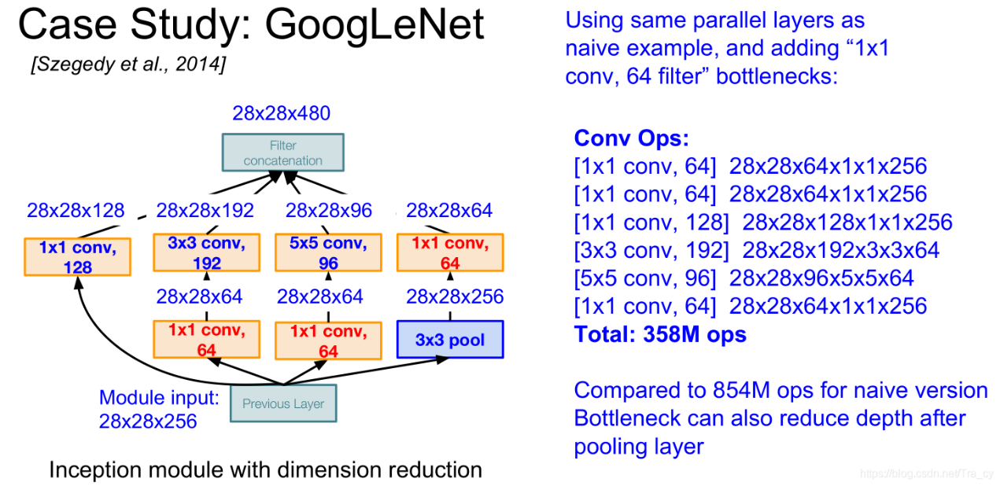 Case Study: GoogLeNet
[Szegedy et al., 2014]
28x28x480
Filter
concatenation
28x28x128
28x28x192
28x28x96
28x28x64
1x1 conv,
128
3x3 conv,
192
5x5 conv,
96
1x1 conv,
64
28x28x64
28x28x64
28x28x256
1x1 conv,
64
1x1 conv,
64
3x3 pool
Module input:
28x28x256
Previous Layer
Inception module with dimension reduction
Using same parallel layers as
naive example, and adding “1x1
conv, 64 filter” bottlenecks:
Conv Ops:
[1x1 conv, 64] 28x28x64x1x1x256
[1x1 conv, 64] 28x28x64x1x1x256
[1x1 conv, 128] 28x28x128x1x1x256
[3x3 conv, 192] 28x28x192x3x3x64
[5x5 conv, 96] 28x28x96x5x5x64
[1x1 conv, 64] 28x28x64x1x1x256
Total: 358M ops
Compared to 854M ops for naive version
Bottleneck can also reduce depth after
pooling layer
https://blog.csdn.net/Tra_cy